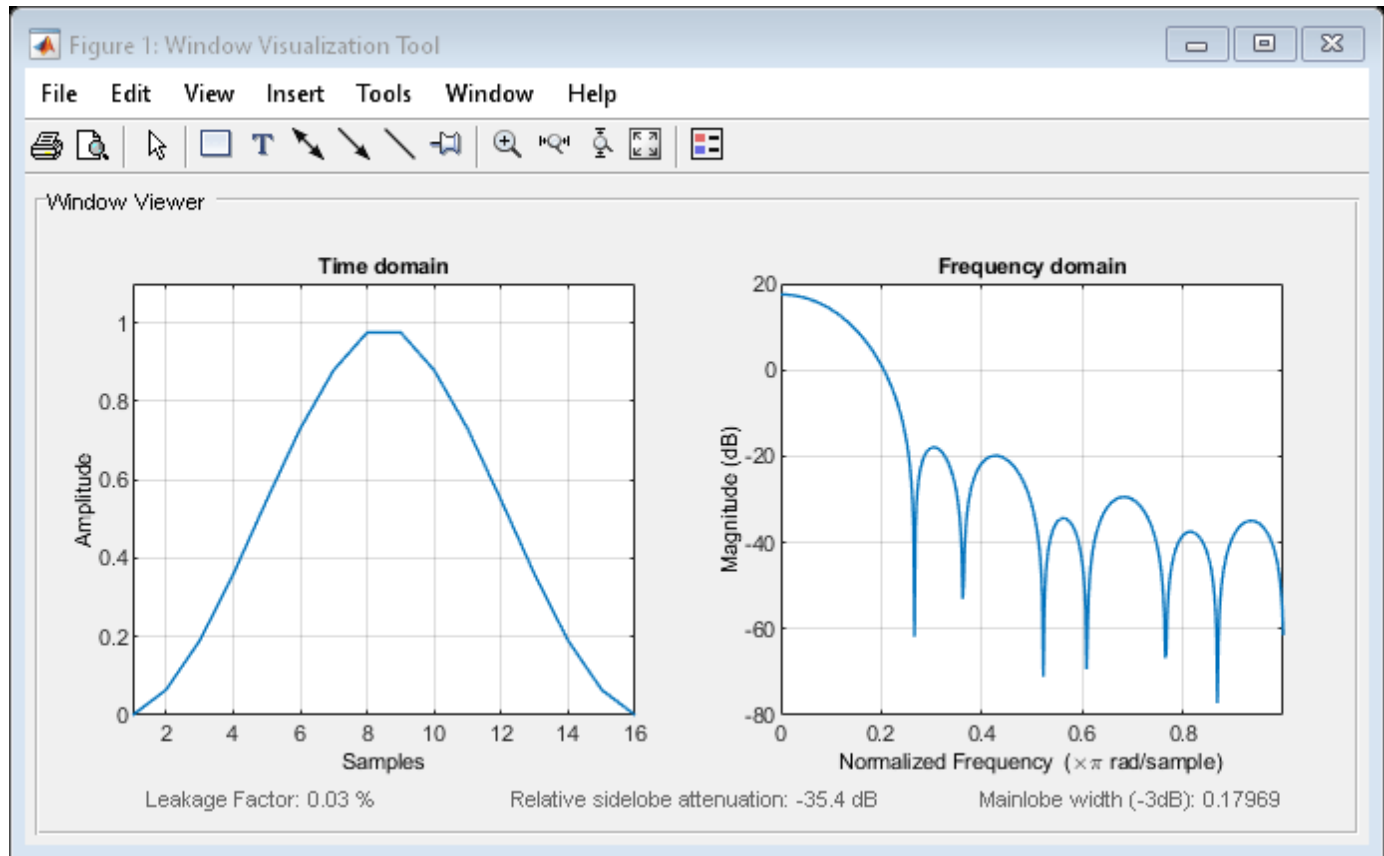 Figure 1: Window Visualization Tool
File Edit View Insert Tools Window Help
T
Window Viewer
Time domain
1
0.8
0.6
0.4
0.2
0
Amplitude
2 4 6 8 10 12 14 16
Samples
Frequency domain
20
0
-20
-40
-60
-80
Magnitude (dB)
0 0.2 0.4 0.6 0.8
Normalized Frequency (×π rad/sample)
Leakage Factor: 0.03 %
Relative sidelobe attenuation: -35.4 dB
Mainlobe width (-3dB): 0.17969